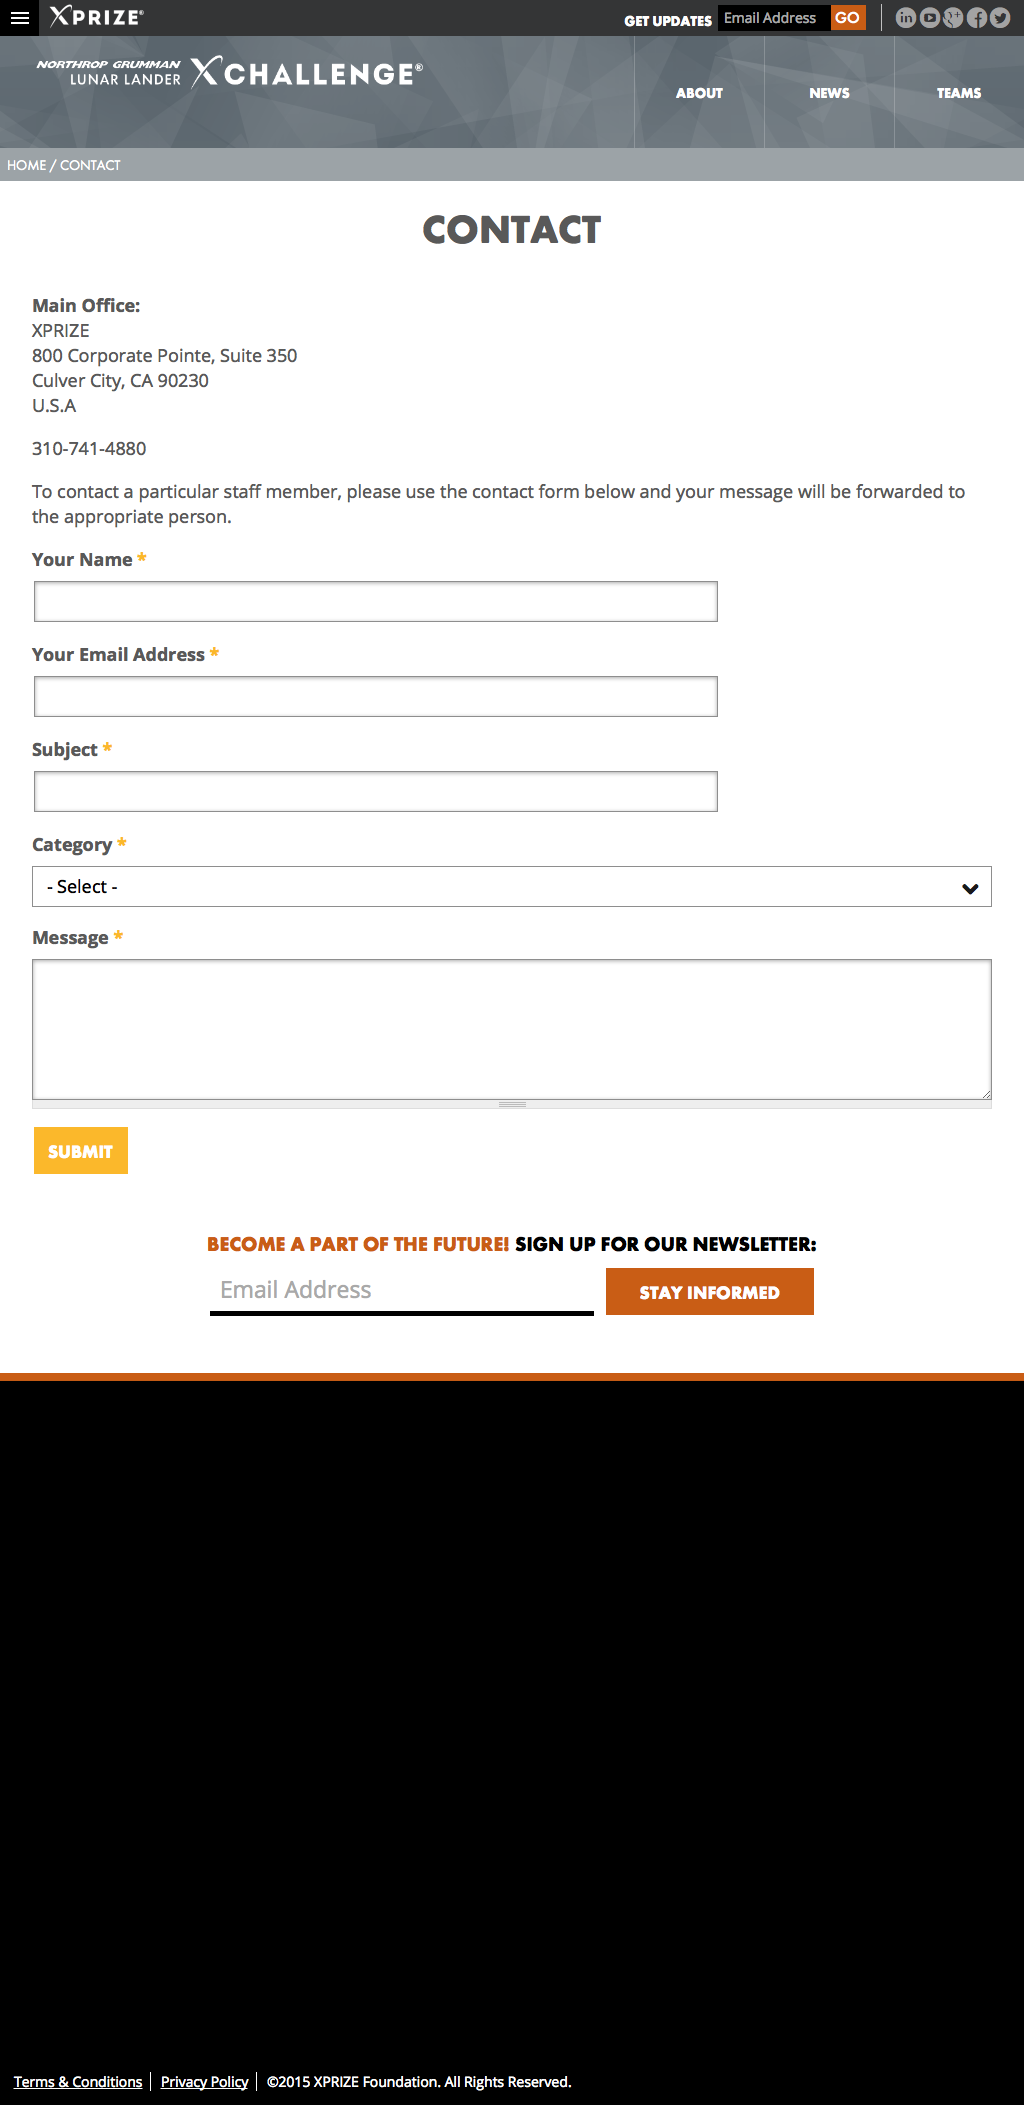 XPRIZE®
GET UPDATES
Email Address
GO
NORTHROP GRUMMAN
LUNAR LANDER
XCHALLENGE®
ABOUT
NEWS
TEAMS
HOME / CONTACT
CONTACT
Main Office:
XPRIZE
800 Corporate Pointe, Suite 350
Culver City, CA 90230
U.S.A
310-741-4880
To contact a particular staff member, please use the contact form below and your message will be forwarded to
the appropriate person.
Your Name *
Your Email Address *
Subject *
Category *
- Select -
Message *
SUBMIT
BECOME A PART OF THE FUTURE! SIGN UP FOR OUR NEWSLETTER:
Email Address
STAY INFORMED
Terms & Conditions
Privacy Policy
©2015 XPRIZE Foundation. All Rights Reserved.